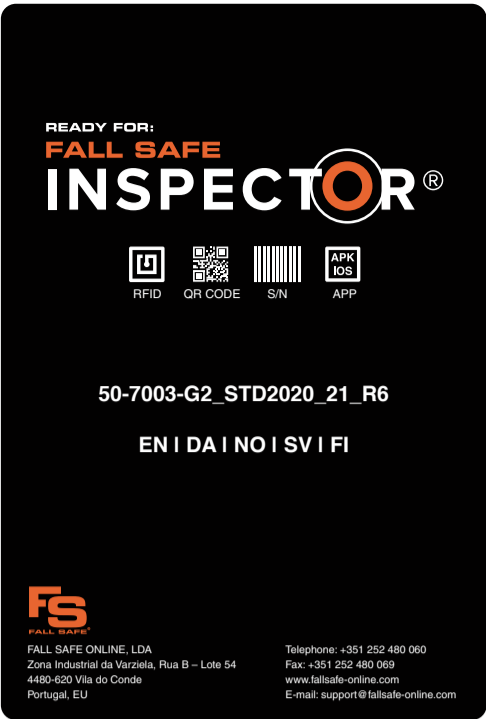 READY FOR:
FALL SAFE
INSPECTOR®
APK
IOS
RFID QR CODE S/N APP
50-7003-G2_STD2020_21_R6
EN | DA | NO | SV | FI
FS
FALL SAFE®
FALL SAFE ONLINE, LDA
Zona Industrial da Varziela, Rua B – Lote 54
4480-620 Vila do Conde
Portugal, EU
Telephone: +351 252 480 060
Fax: +351 252 480 069
www.fallsafe-online.com
E-mail: support@fallsafe-online.com